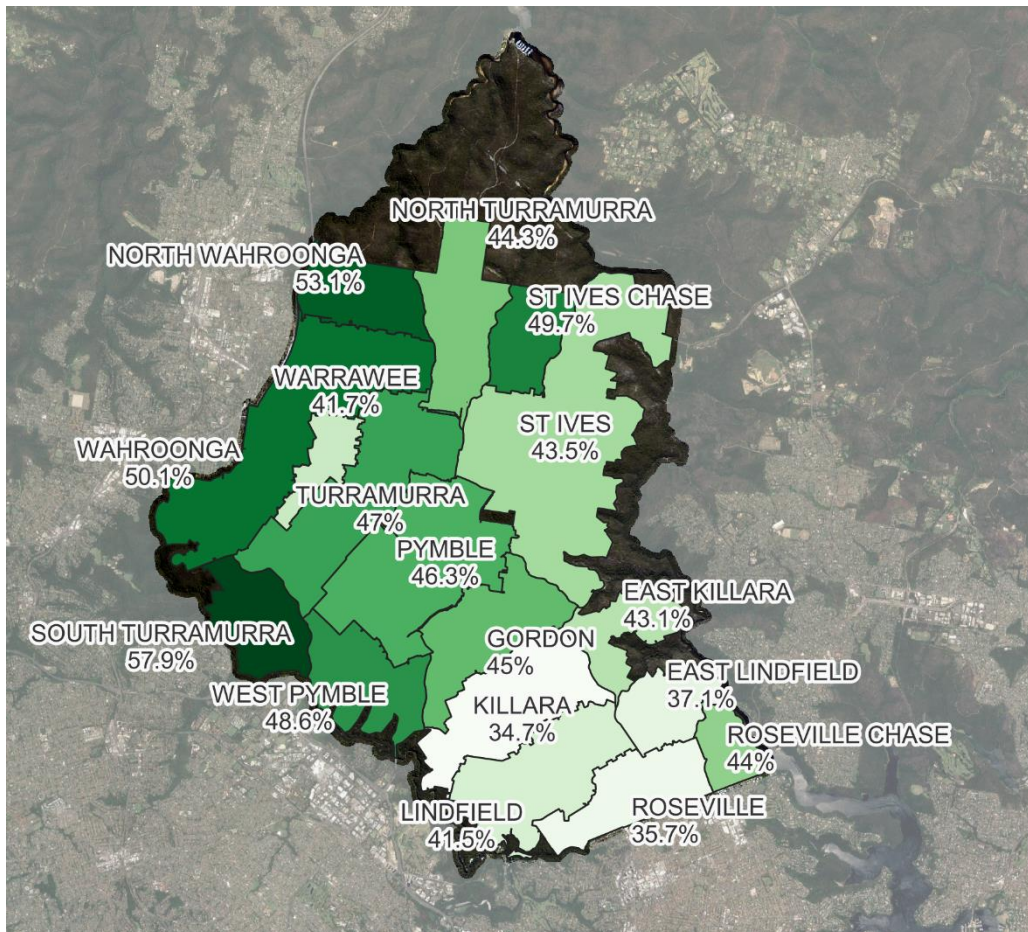 NORTH TURRAMURRA
44.3%
NORTH WAHROONGA
53.1%
ST IVES CHASE
49.7%
WARRAWEE
41.7%
ST IVES
43.5%
WAHROONGA
50.1%
TURRAMURRA
47%
PYMBLE
46.3%
EAST KILLARA
43.1%
SOUTH TURRAMURRA
57.9%
GORDON
45%
EAST LINDFIELD
37.1%
WEST PYMBLE
48.6%
KILLARA
34.7%
ROSEVILLE CHASE
44%
LINDFIELD
41.5%
ROSEVILLE
35.7%